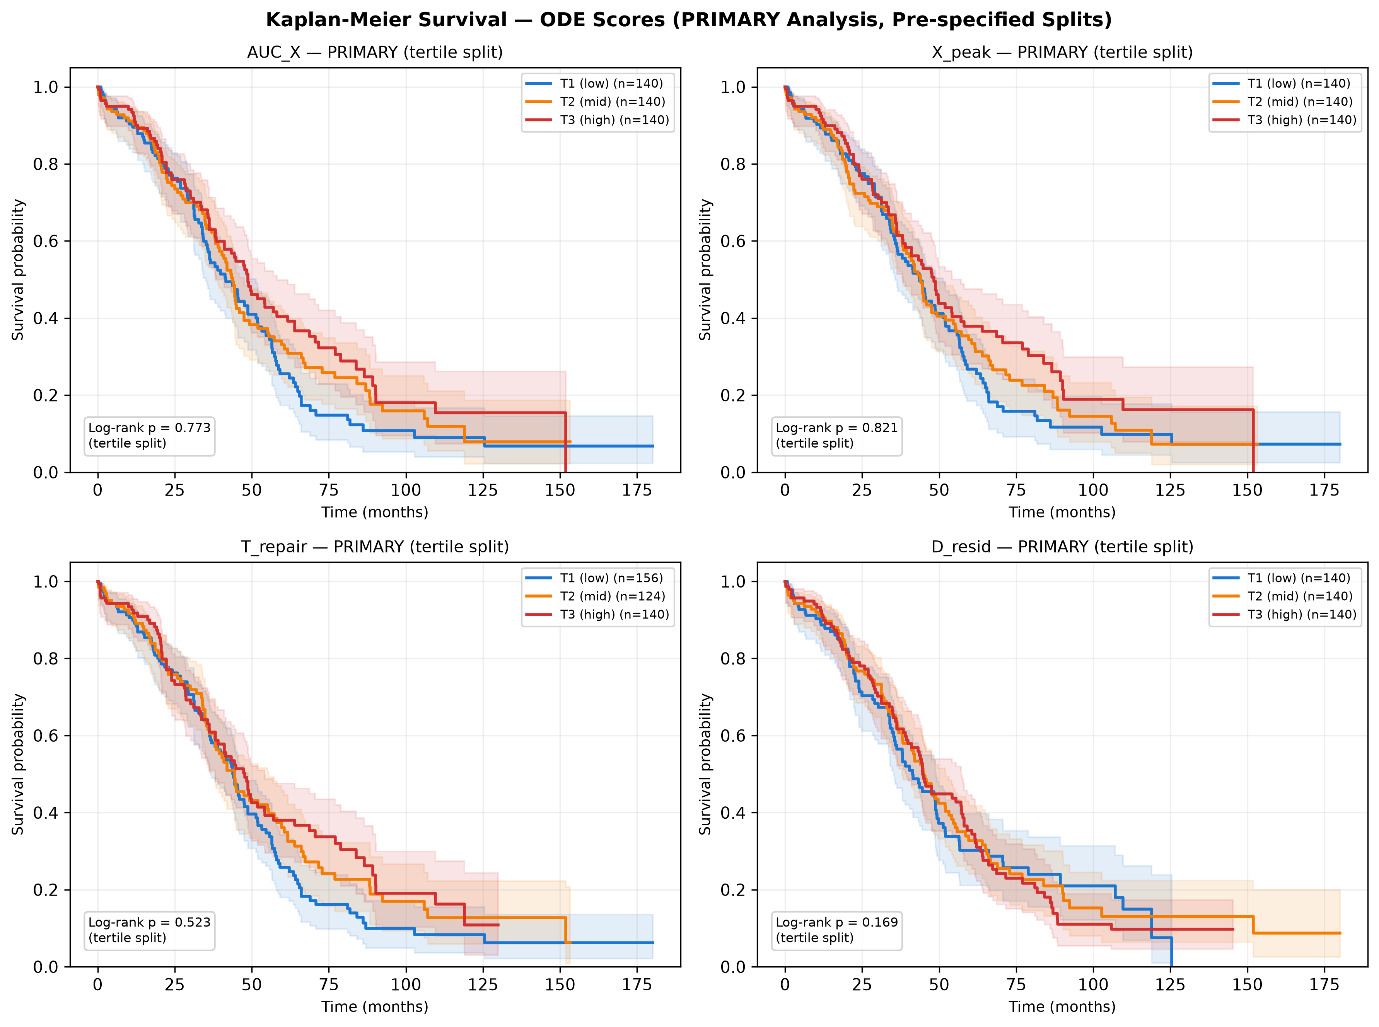 Kaplan-Meier Survival — ODE Scores (PRIMARY Analysis, Pre-specified Splits)
AUC_X — PRIMARY (tertile split)
Survival probability
1.0
0.8
0.6
0.4
0.2
0.0
T1 (low) (n=140)
T2 (mid) (n=140)
T3 (high) (n=140)
Log-rank p = 0.773
(tertile split)
0 25 50 75 100 125 150 175
Time (months)
X_peak — PRIMARY (tertile split)
Survival probability
1.0
0.8
0.6
0.4
0.2
0.0
T1 (low) (n=140)
T2 (mid) (n=140)
T3 (high) (n=140)
Log-rank p = 0.821
(tertile split)
0 25 50 75 100 125 150 175
Time (months)
T_repair — PRIMARY (tertile split)
Survival probability
1.0
0.8
0.6
0.4
0.2
0.0
T1 (low) (n=156)
T2 (mid) (n=124)
T3 (high) (n=140)
Log-rank p = 0.523
(tertile split)
0 25 50 75 100 125 150 175
Time (months)
D_resid — PRIMARY (tertile split)
Survival probability
1.0
0.8
0.6
0.4
0.2
0.0
T1 (low) (n=140)
T2 (mid) (n=140)
T3 (high) (n=140)
Log-rank p = 0.169
(tertile split)
0 25 50 75 100 125 150 175
Time (months)